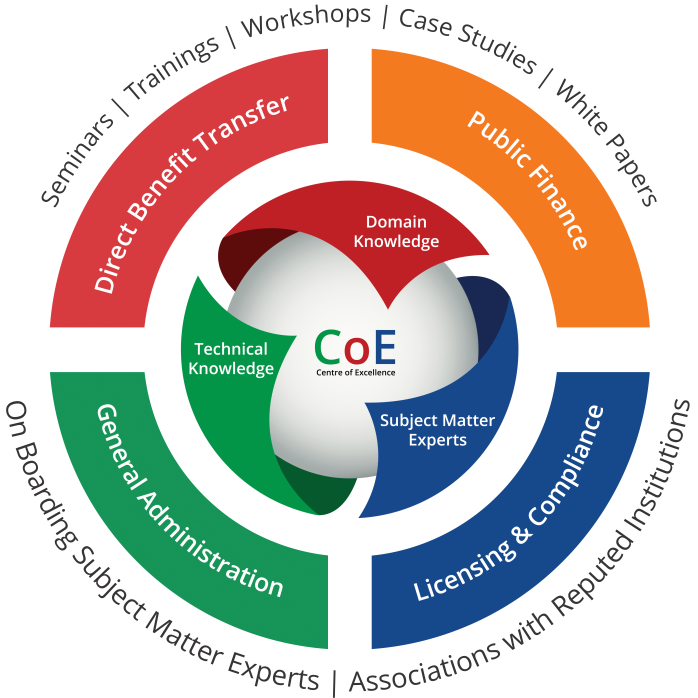 Seminars | Trainings | Workshops | Case Studies | White Papers
Direct Benefit Transfer
Public Finance
Domain
Knowledge
Technical
Knowledge
CoE
Centre of Excellence
Subject Matter
Experts
General Administration
Licensing & Compliance
On Boarding Subject Matter Experts | Associations with Reputed Institutions